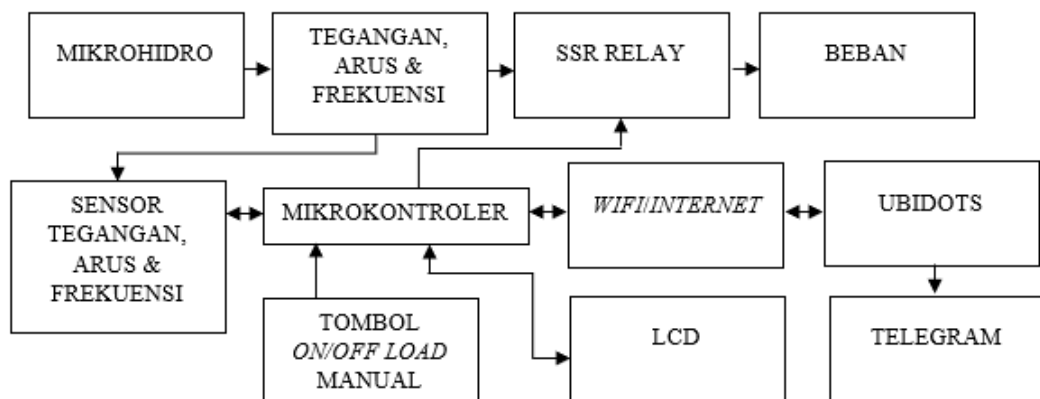 MIKROHIDRO
TEGANGAN,
ARUS &
FREKUENSI
SSR RELAY
BEBAN
SENSOR
TEGANGAN,
ARUS &
FREKUENSI
MIKROKONTROLER
WIFI/INTERNET
UBIDOTS
TOMBOL
ON/OFF LOAD
MANUAL
LCD
TELEGRAM